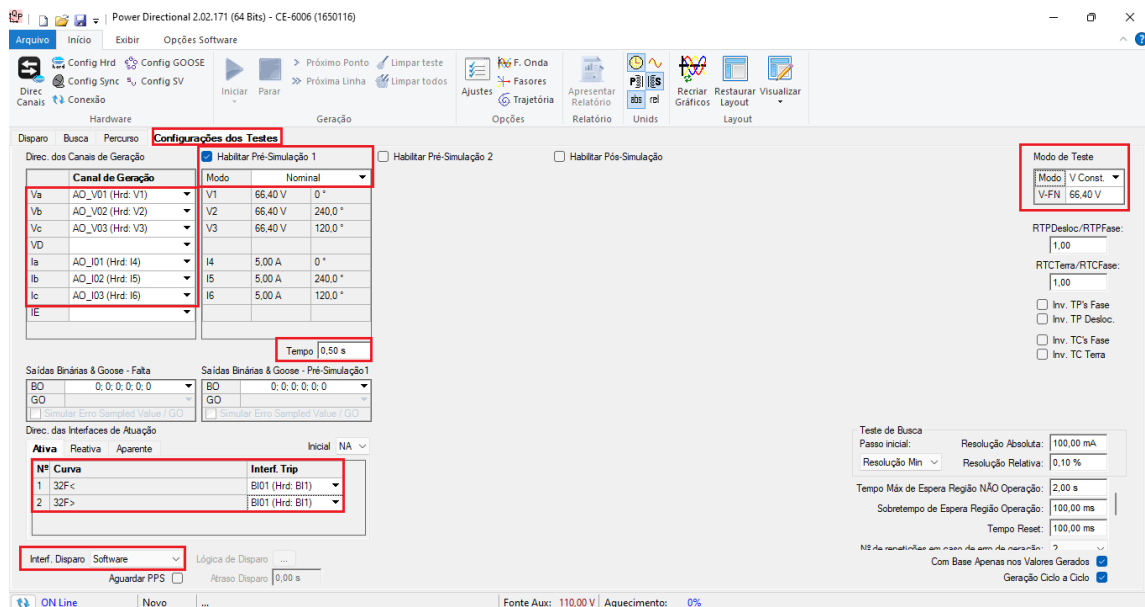 Power Directional 2.02.171 (64 Bits) - CE-6006 (1650116)
Arquivo Início Exibir Opções Software
Direc Canais
Config Hrd Config GOOSE
Config Sync Config SV
Conexão
Hardware
Iniciar Parar
Próximo Ponto Limpar teste
Próxima Linha Limpar todos
Geração
Ajustes
F. Onda
Fasores
Trajetória
Opções
Apresentar Relatório
Relatório
abs rel
Unids
Recriar Gráficos
Restaurar Layout
Visualizar
Layout
Disparo Busca Percurso Configurações dos Testes
Direc. dos Canais de Geração
Habilitar Pré-Simulação 1
Habilitar Pré-Simulação 2
Habilitar Pós-Simulação
Modo de Teste
Canal de Geração Modo Nominal
Modo V Const.
Va AO_V01 (Hrd: V1) V1 66,40 V 0 °
V-FN 66,40 V
Vb AO_V02 (Hrd: V2) V2 66,40 V 240,0 °
Vc AO_V03 (Hrd: V3) V3 66,40 V 120,0 °
VD
RTPDesloc/RTPFase:
1,00
Ia AO_I01 (Hrd: I4) I4 5,00 A 0 °
Ib AO_I02 (Hrd: I5) I5 5,00 A 240,0 °
Ic AO_I03 (Hrd: I6) I6 5,00 A 120,0 °
IE
RTCTerra/RTCFase:
1,00
Inv. TP's Fase
Inv. TP Desloc.
Inv. TC's Fase
Inv. TC Terra
Tempo 0,50 s
Saídas Binárias & Goose - Falta
Saídas Binárias & Goose - Pré-Simulação1
BO 0; 0; 0; 0; 0; 0 BO 0; 0; 0; 0; 0; 0
GO GO
Simular Erro Sampled Value / GO Simular Erro Sampled Value / GO
Direc. das Interfaces de Atuação
Ativa Reativa Aparente Inicial NA
Nº Curva Interf. Trip
1 32F< BI01 (Hrd: BI1)
2 32F> BI01 (Hrd: BI1)
Teste de Busca
Passo inicial: Resolução Absoluta: 100,00 mA
Resolução Min Resolução Relativa: 0,10 %
Tempo Máx de Espera Região NÃO Operação: 2,00 s
Sobretempo de Espera Região Operação: 100,00 ms
Tempo Reset: 100,00 ms
Nº de repetições em caso de erro de geração: 2
Com Base Apenas nos Valores Gerados
Geração Ciclo a Ciclo
Interf. Disparo Software Lógica de Disparo ...
Aguardar PPS Atraso Disparo 0,00 s
ON Line Novo ... Fonte Aux: 110,00 V Aquecimento: 0%